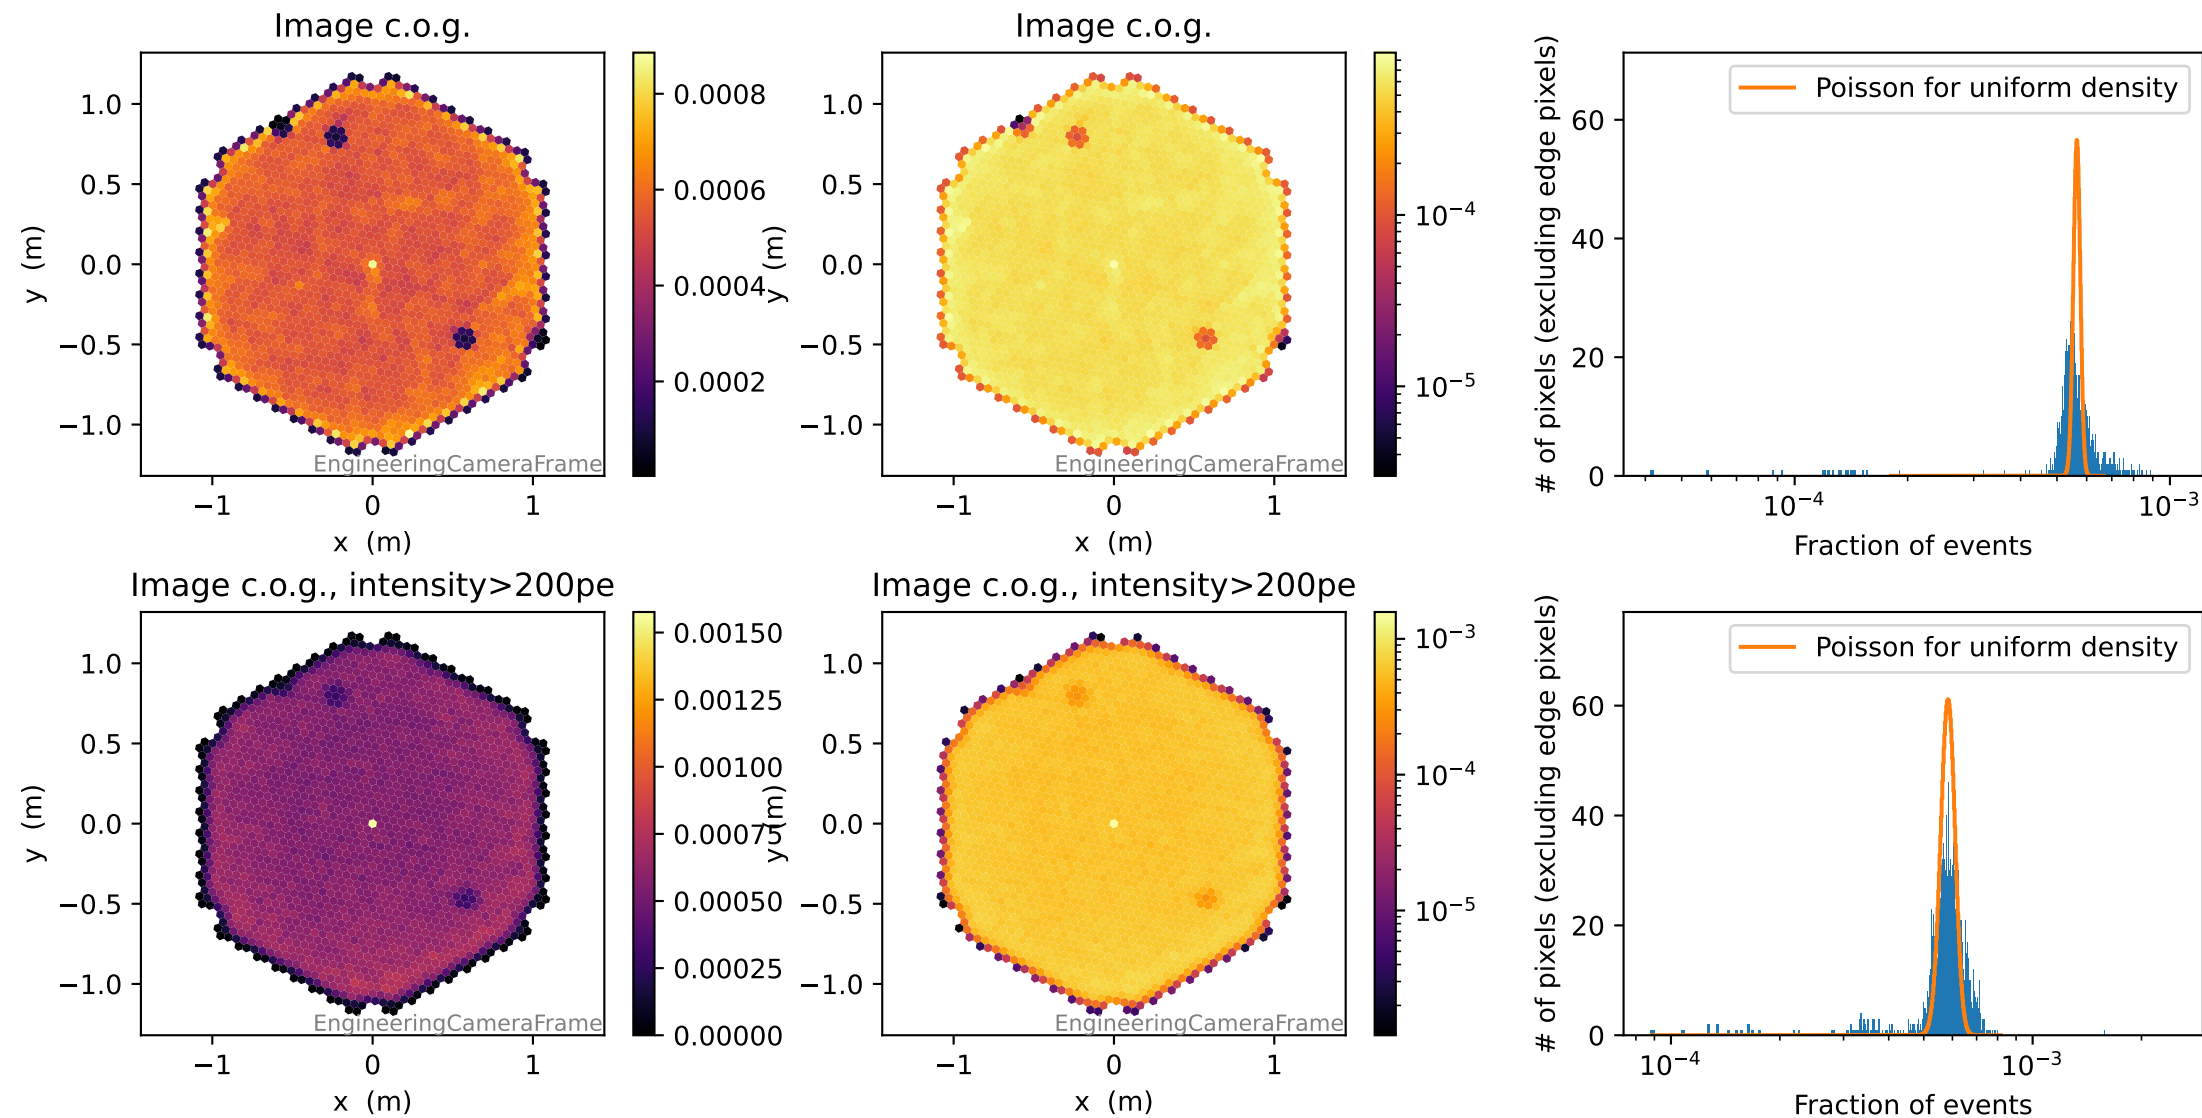 Image c.o.g.
1.0
0.5
0.0
−0.5
−1.0
y (m)
−1
0
1
x (m)
EngineeringCameraFrame
0.0008
0.0006
0.0004
0.0002
Image c.o.g.
1.0
0.5
0.0
−0.5
−1.0
y (m)
−1
0
1
x (m)
EngineeringCameraFrame
10⁻⁴
10⁻⁵
Poisson for uniform density
# of pixels (excluding edge pixels)
60
40
20
0
10⁻⁴
10⁻³
Fraction of events
Image c.o.g., intensity>200pe
1.0
0.5
0.0
−0.5
−1.0
y (m)
−1
0
1
x (m)
EngineeringCameraFrame
0.00150
0.00125
0.00100
0.00075
0.00050
0.00025
0.00000
Image c.o.g., intensity>200pe
1.0
0.5
0.0
−0.5
−1.0
y (m)
−1
0
1
x (m)
EngineeringCameraFrame
10⁻³
10⁻⁴
10⁻⁵
Poisson for uniform density
# of pixels (excluding edge pixels)
60
40
20
0
10⁻⁴
10⁻³
Fraction of events